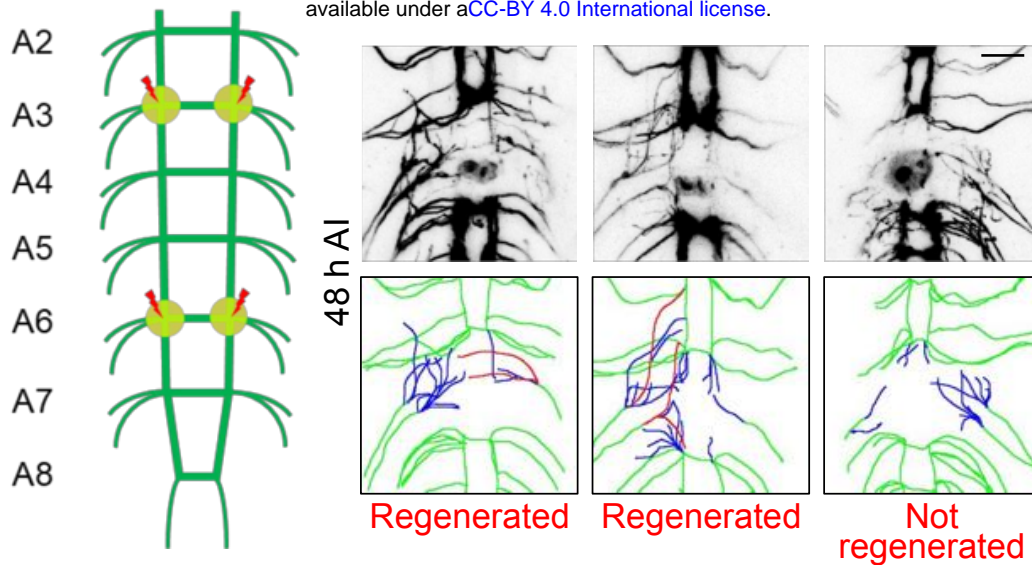 available under aCC-BY 4.0 International license.
A2
A3
A4
A5
A6
A7
A8
48 h AI
Regenerated
Regenerated
Not
regenerated